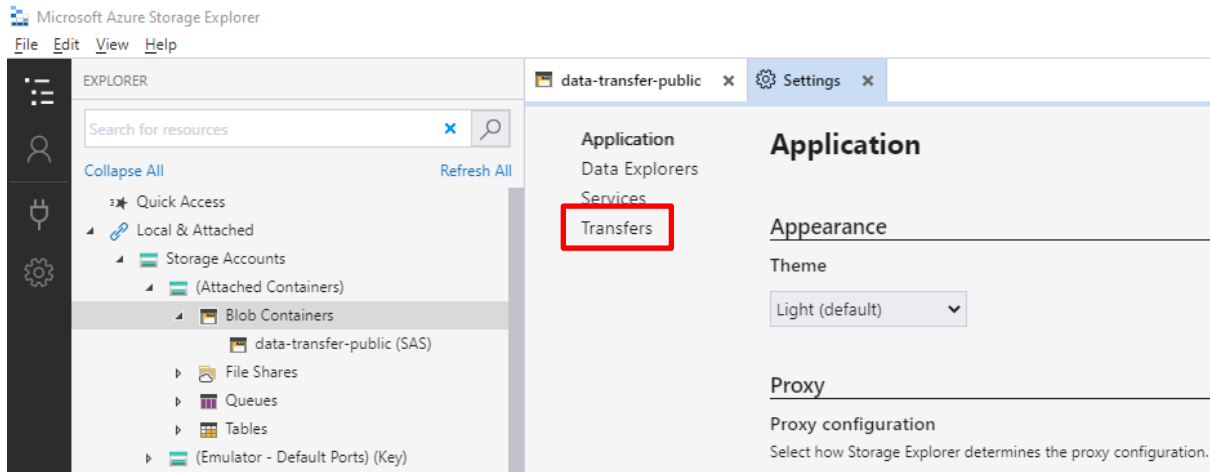 Microsoft Azure Storage Explorer
File Edit View Help
EXPLORER
Search for resources
Collapse All Refresh All
Quick Access
Local & Attached
Storage Accounts
(Attached Containers)
Blob Containers
data-transfer-public (SAS)
File Shares
Queues
Tables
(Emulator - Default Ports) (Key)
data-transfer-public Settings
Application
Data Explorers
Services
Transfers
Application
Appearance
Theme
Light (default)
Proxy
Proxy configuration
Select how Storage Explorer determines the proxy configuration.